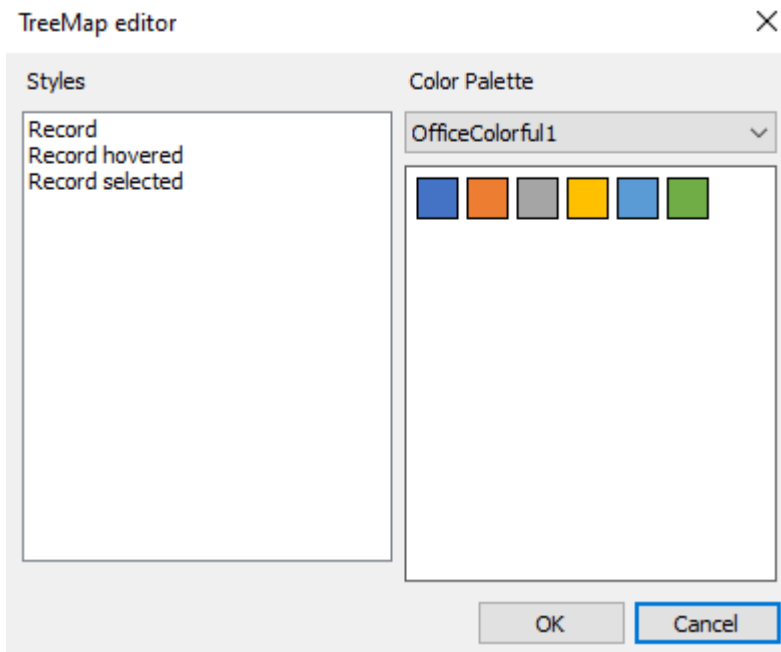 TreeMap editor
Styles
Record
Record hovered
Record selected
Color Palette
OfficeColorful1
OK
Cancel